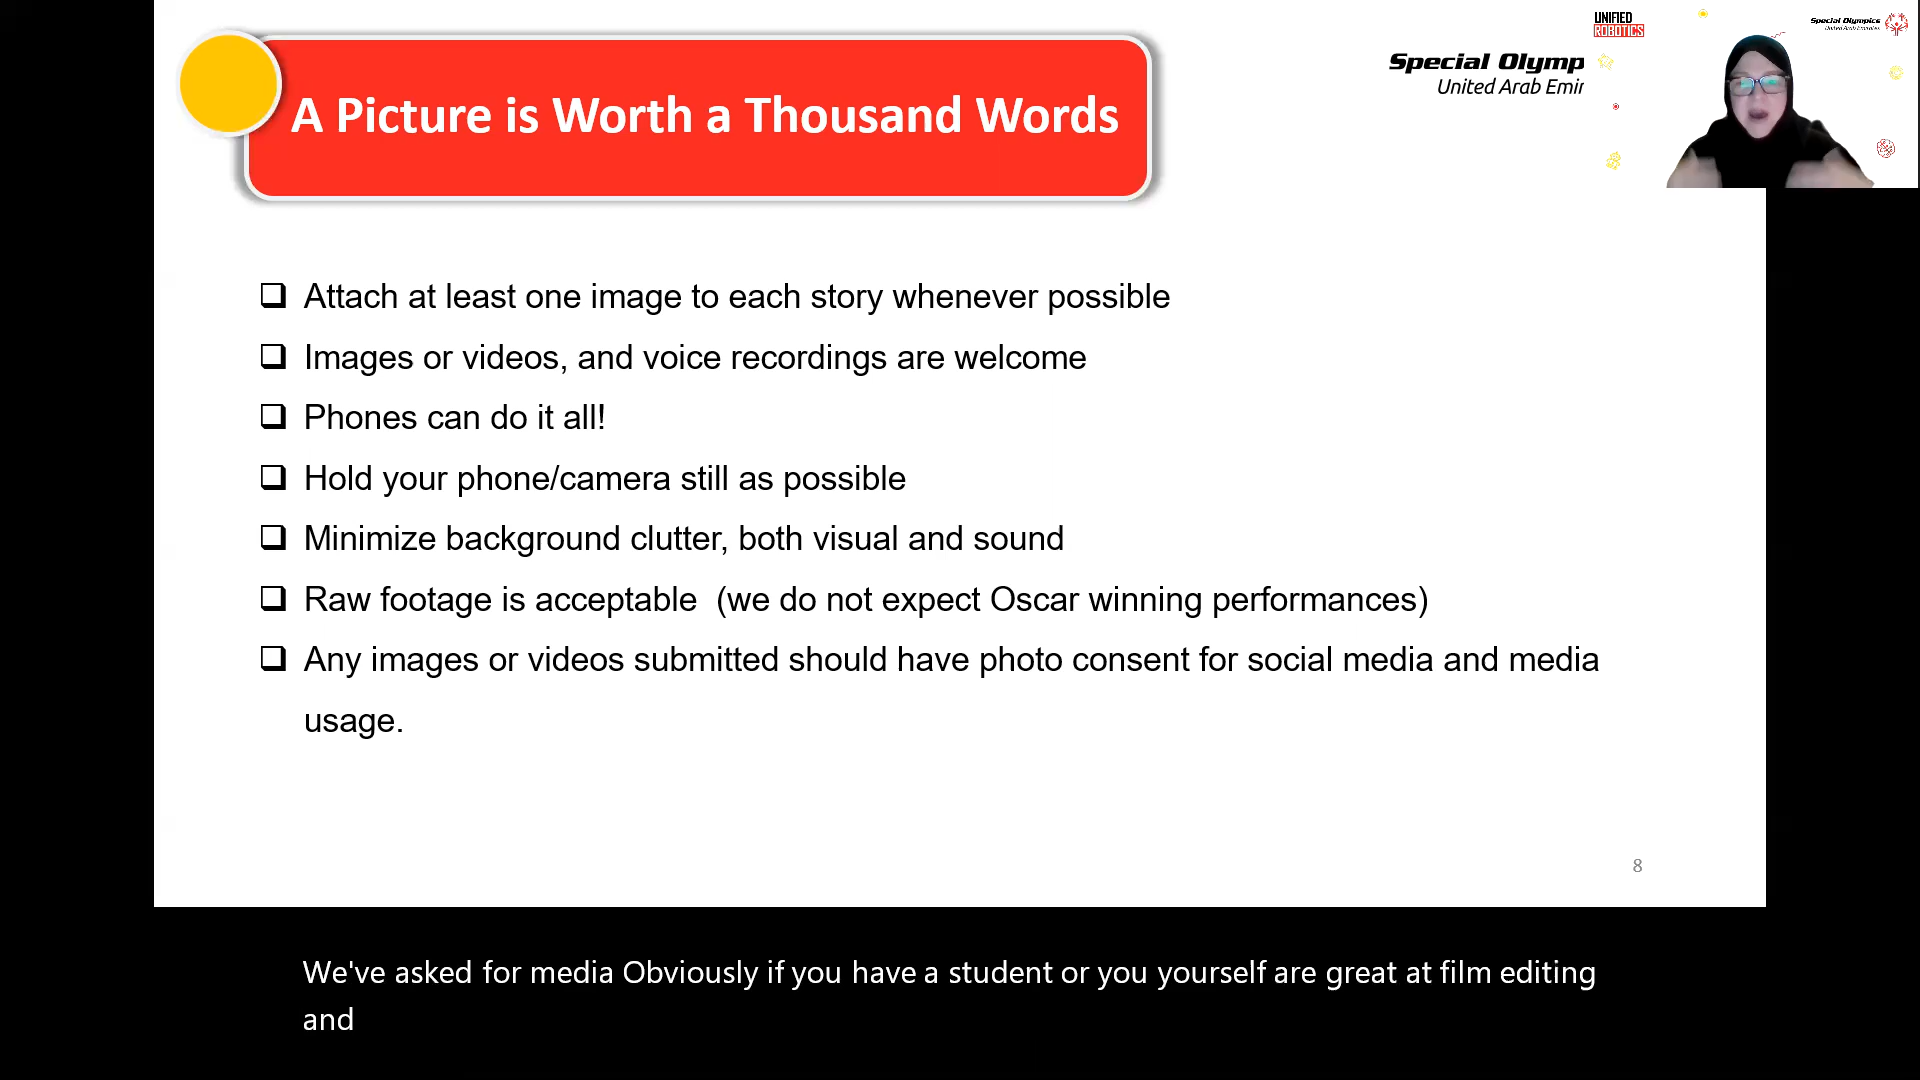 A Picture is Worth a Thousand Words
Special Olymp
United Arab Emir
UNIFIED
ROBOTICS
Special Olympics
United Arab Emirates
❑ Attach at least one image to each story whenever possible
❑ Images or videos, and voice recordings are welcome
❑ Phones can do it all!
❑ Hold your phone/camera still as possible
❑ Minimize background clutter, both visual and sound
❑ Raw footage is acceptable  (we do not expect Oscar winning performances)
❑ Any images or videos submitted should have photo consent for social media and media
usage.
8
We've asked for media Obviously if you have a student or you yourself are great at film editing
and